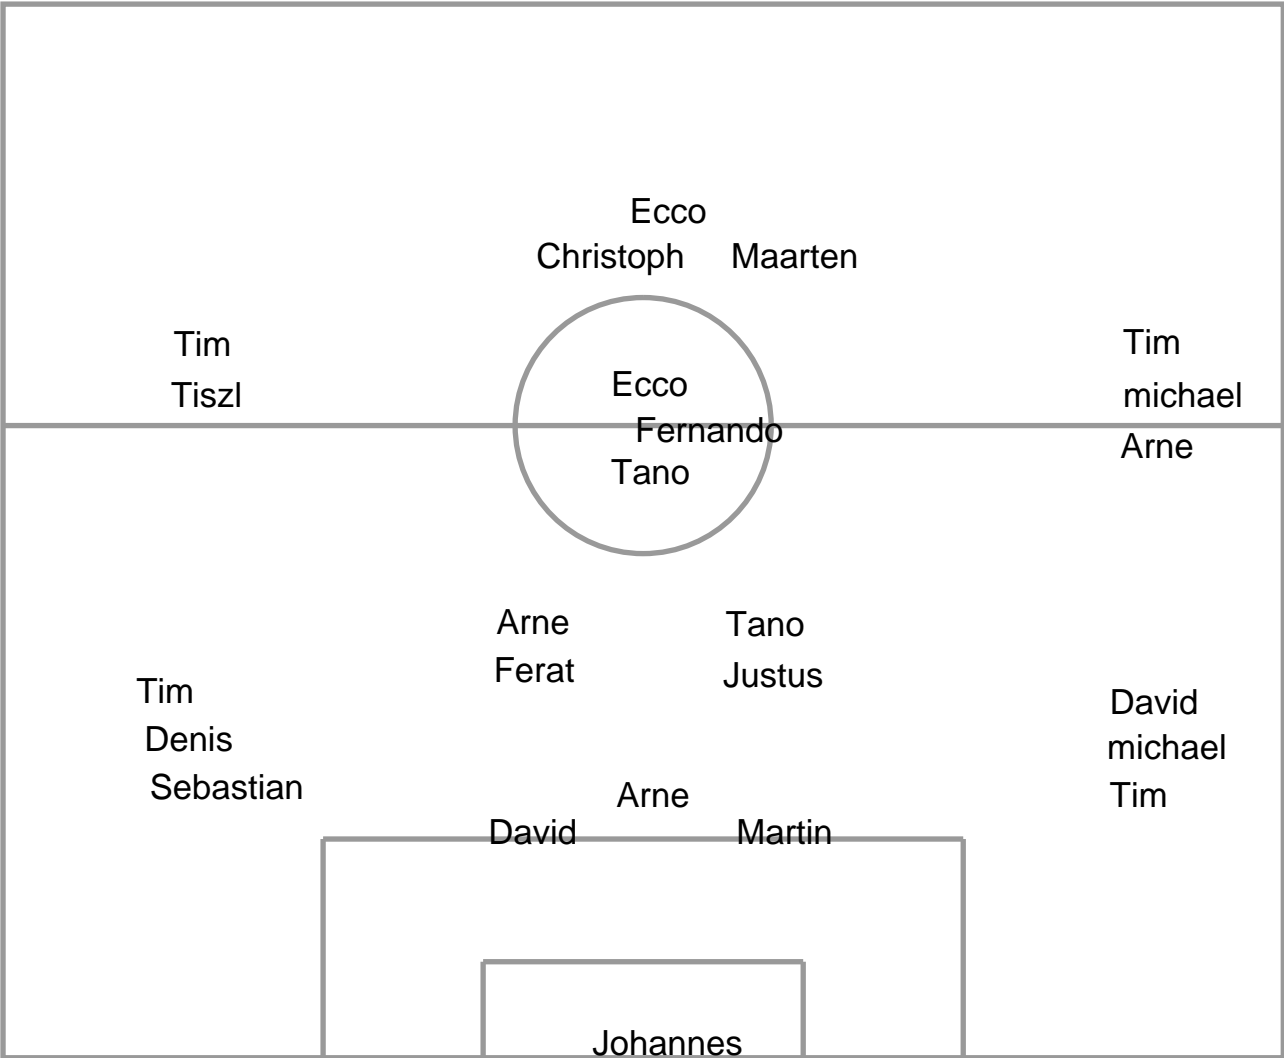 Ecco
Christoph Maarten
Tim
Tiszl
Ecco
Fernando
Tano
Tim
michael
Arne
Arne
Ferat
Tano
Justus
Tim
Denis
Sebastian
David
michael
Tim
Arne
David Martin
Johannes